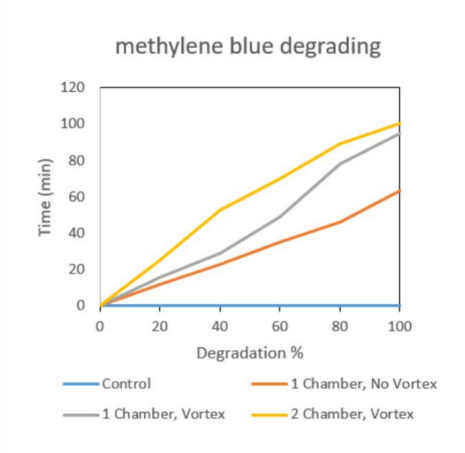 methylene blue degrading
120
100
80
60
40
20
0
Time (min)
0 20 40 60 80 100
Degradation %
Control 1 Chamber, No Vortex
1 Chamber, Vortex 2 Chamber, Vortex